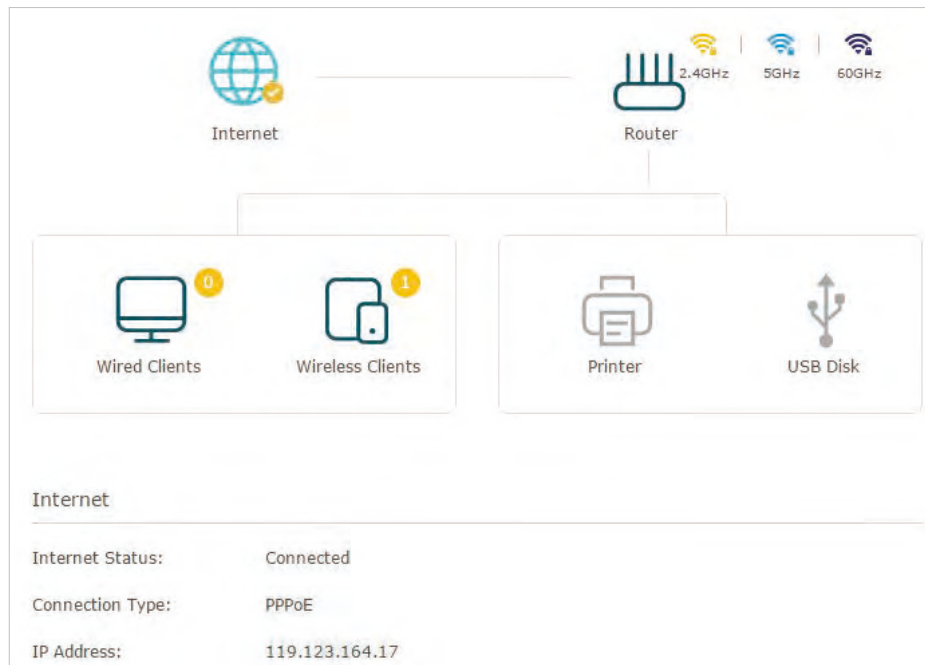 2.4GHz 5GHz 60GHz
Internet Router
0 1
Wired Clients Wireless Clients Printer USB Disk
Internet
Internet Status: Connected
Connection Type: PPPoE
IP Address: 119.123.164.17